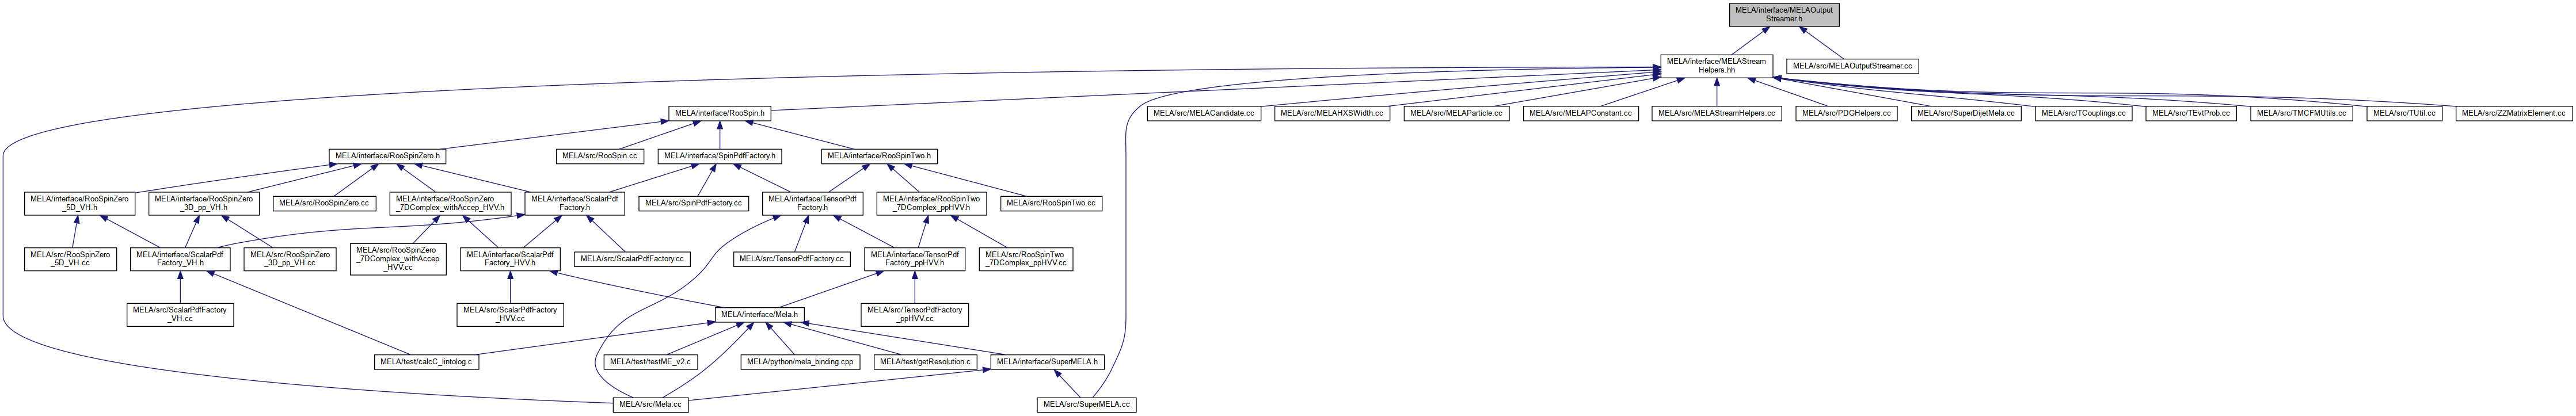 MELA/interface/MELAOutput
Streamer.h
MELA/interface/MELAStream
Helpers.hh
MELA/src/MELAOutputStreamer.cc
MELA/interface/RooSpin.h
MELA/src/MELACandidate.cc
MELA/src/MELAHXSWidth.cc
MELA/src/MELAParticle.cc
MELA/src/MELAPConstant.cc
MELA/src/MELAStreamHelpers.cc
MELA/src/PDGHelpers.cc
MELA/src/SuperDijetMela.cc
MELA/src/TCouplings.cc
MELA/src/TEvtProb.cc
MELA/src/TMCFMUtils.cc
MELA/src/TUtil.cc
MELA/src/ZZMatrixElement.cc
MELA/interface/RooSpinZero.h
MELA/src/RooSpin.cc
MELA/interface/SpinPdfFactory.h
MELA/interface/RooSpinTwo.h
MELA/interface/RooSpinZero
_5D_VH.h
MELA/interface/RooSpinZero
_3D_pp_VH.h
MELA/src/RooSpinZero.cc
MELA/interface/RooSpinZero
_7DComplex_withAccep_HVV.h
MELA/interface/ScalarPdf
Factory.h
MELA/src/SpinPdfFactory.cc
MELA/interface/TensorPdf
Factory.h
MELA/interface/RooSpinTwo
_7DComplex_ppHVV.h
MELA/src/RooSpinTwo.cc
MELA/src/RooSpinZero
_5D_VH.cc
MELA/interface/ScalarPdf
Factory_VH.h
MELA/src/RooSpinZero
_3D_pp_VH.cc
MELA/src/RooSpinZero
_7DComplex_withAccep
_HVV.cc
MELA/interface/ScalarPdf
Factory_HVV.h
MELA/src/ScalarPdfFactory.cc
MELA/src/TensorPdfFactory.cc
MELA/interface/TensorPdf
Factory_ppHVV.h
MELA/src/RooSpinTwo
_7DComplex_ppHVV.cc
MELA/src/ScalarPdfFactory
_VH.cc
MELA/src/ScalarPdfFactory
_HVV.cc
MELA/interface/Mela.h
MELA/src/TensorPdfFactory
_ppHVV.cc
MELA/test/calcC_lintolog.c
MELA/test/testME_v2.c
MELA/python/mela_binding.cpp
MELA/test/getResolution.c
MELA/interface/SuperMELA.h
MELA/src/Mela.cc
MELA/src/SuperMELA.cc